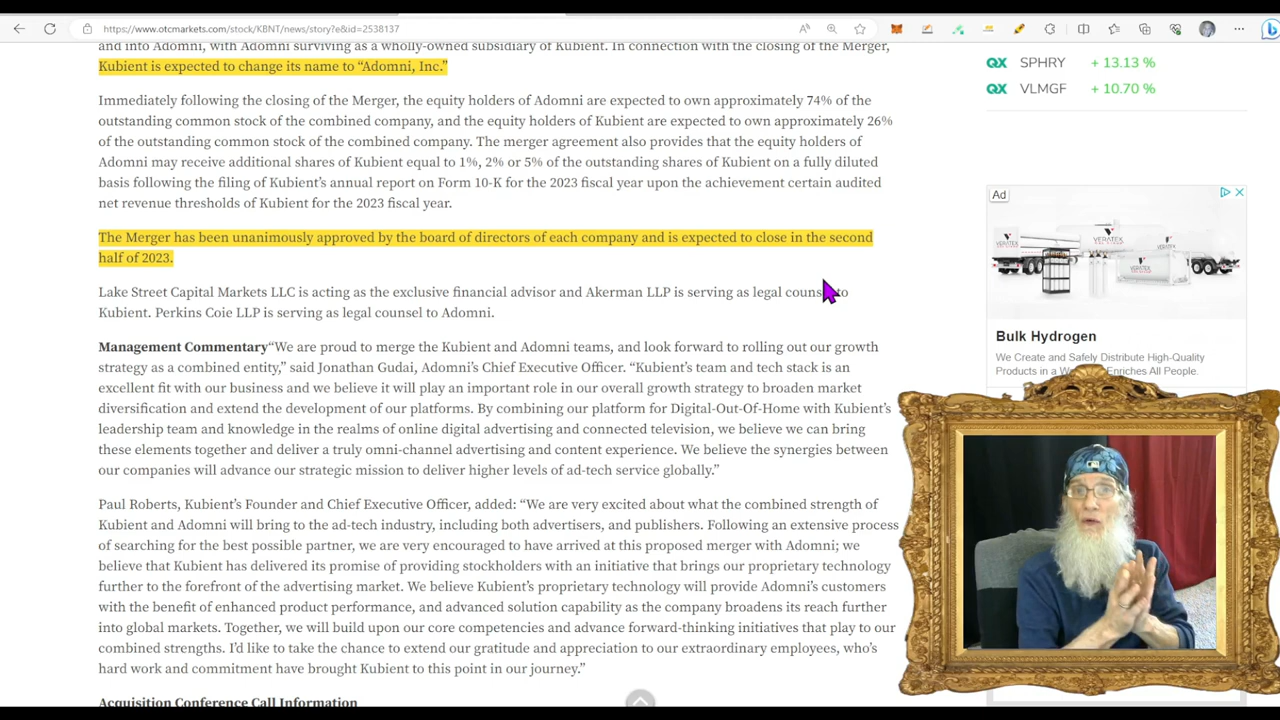 https://www.otcmarkets.com/stock/KBNT/news/story?e&id=2538137
and into Adomni, with Adomni surviving as a wholly-owned subsidiary of Kubient. In connection with the closing of the Merger,
Kubient is expected to change its name to “Adomni, Inc.”
Immediately following the closing of the Merger, the equity holders of Adomni are expected to own approximately 74% of the
outstanding common stock of the combined company, and the equity holders of Kubient are expected to own approximately 26%
of the outstanding common stock of the combined company. The merger agreement also provides that the equity holders of
Adomni may receive additional shares of Kubient equal to 1%, 2% or 5% of the outstanding shares of Kubient on a fully diluted
basis following the filing of Kubient’s annual report on Form 10-K for the 2023 fiscal year upon the achievement certain audited
net revenue thresholds of Kubient for the 2023 fiscal year.
The Merger has been unanimously approved by the board of directors of each company and is expected to close in the second
half of 2023.
Lake Street Capital Markets LLC is acting as the exclusive financial advisor and Akerman LLP is serving as legal counsel to
Kubient. Perkins Coie LLP is serving as legal counsel to Adomni.
Management Commentary“We are proud to merge the Kubient and Adomni teams, and look forward to rolling out our growth
strategy as a combined entity,” said Jonathan Gudai, Adomni’s Chief Executive Officer. “Kubient’s team and tech stack is an
excellent fit with our business and we believe it will play an important role in our overall growth strategy to broaden market
diversification and extend the development of our platforms. By combining our platform for Digital-Out-Of-Home with Kubient’s
leadership team and knowledge in the realms of online digital advertising and connected television, we believe we can bring
these elements together and deliver a truly omni-channel advertising and content experience. We believe the synergies between
our companies will advance our strategic mission to deliver higher levels of ad-tech service globally.”
Paul Roberts, Kubient’s Founder and Chief Executive Officer, added: “We are very excited about what the combined strength of
Kubient and Adomni will bring to the ad-tech industry, including both advertisers, and publishers. Following an extensive process
of searching for the best possible partner, we are very encouraged to have arrived at this proposed merger with Adomni; we
believe that Kubient has delivered its promise of providing stockholders with an initiative that brings our proprietary technology
further to the forefront of the advertising market. We believe Kubient’s proprietary technology will provide Adomni’s customers
with the benefit of enhanced product performance, and advanced solution capability as the company broadens its reach further
into global markets. Together, we will build upon our core competencies and advance forward-thinking initiatives that play to our
combined strengths. I’d like to take the chance to extend our gratitude and appreciation to our extraordinary employees, who’s
hard work and commitment have brought Kubient to this point in our journey.”
Acquisition Conference Call Information
QX SPHRY + 13.13 %
QX VLMGF + 10.70 %
Ad
VERATEX
VERATEX
Bulk Hydrogen
We Create and Safely Distribute High-Quality
Products in a Enriches All People.